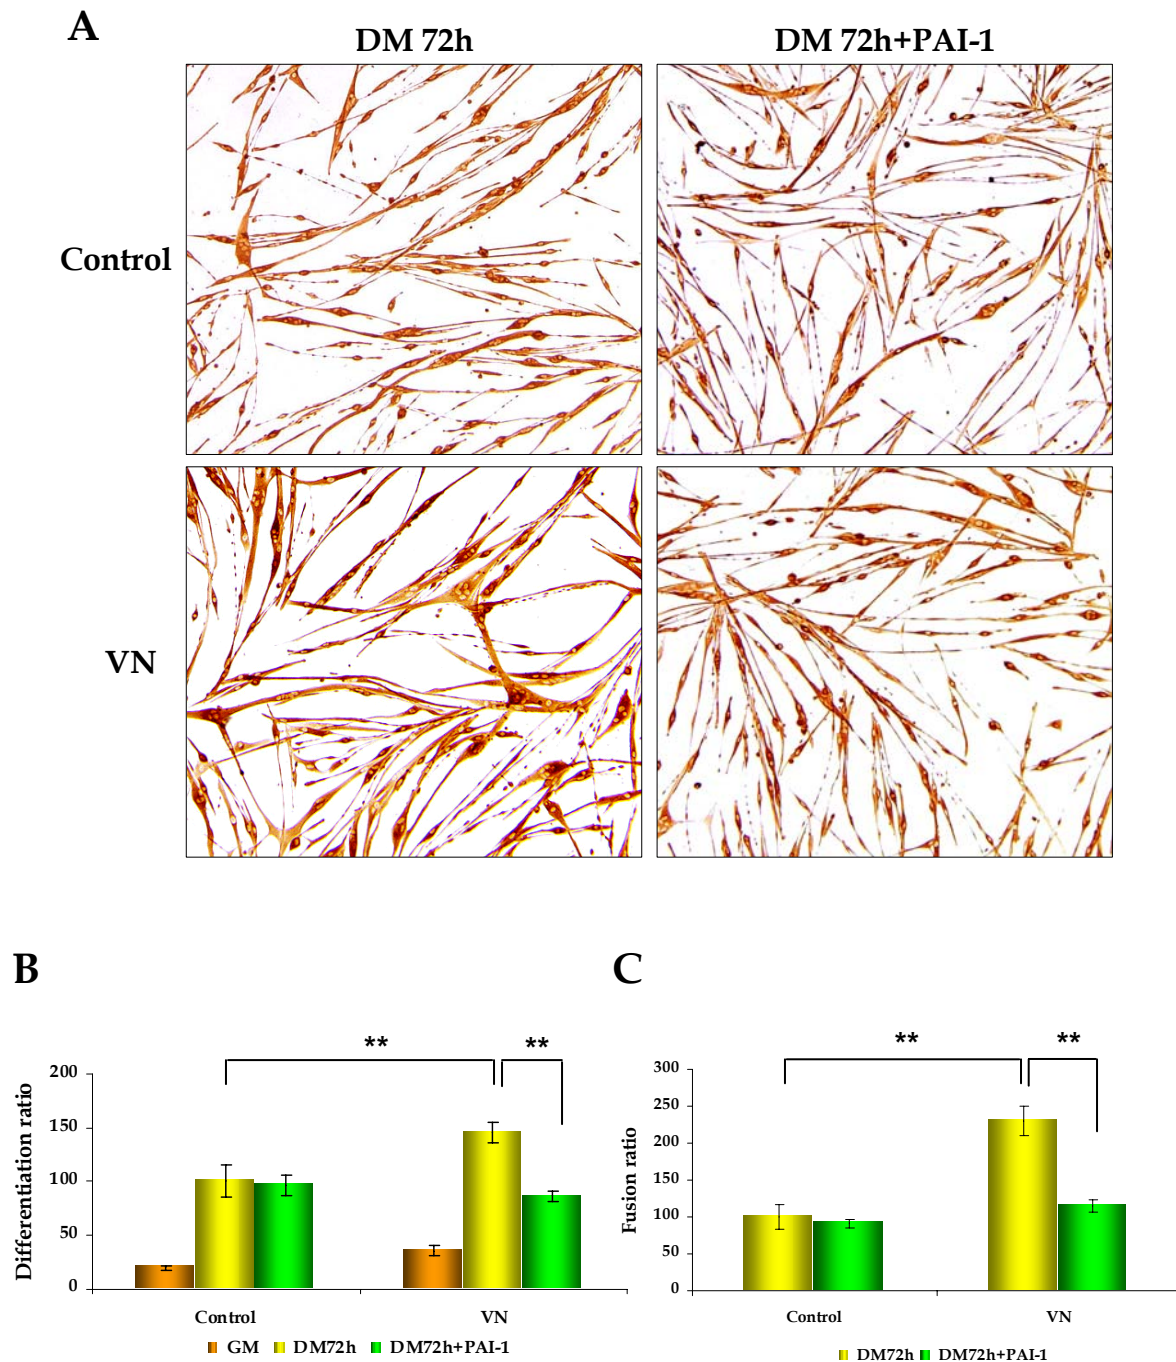 A
DM 72h
DM 72h+PAI-1
Control
VN
B
C
**
**
Differentiation ratio
200
150
100
50
0
Control
VN
GM
DM72h
DM72h+PAI-1
**
**
Fusion ratio
300
250
200
150
100
50
0
Control
VN
DM72h
DM72h+PAI-1